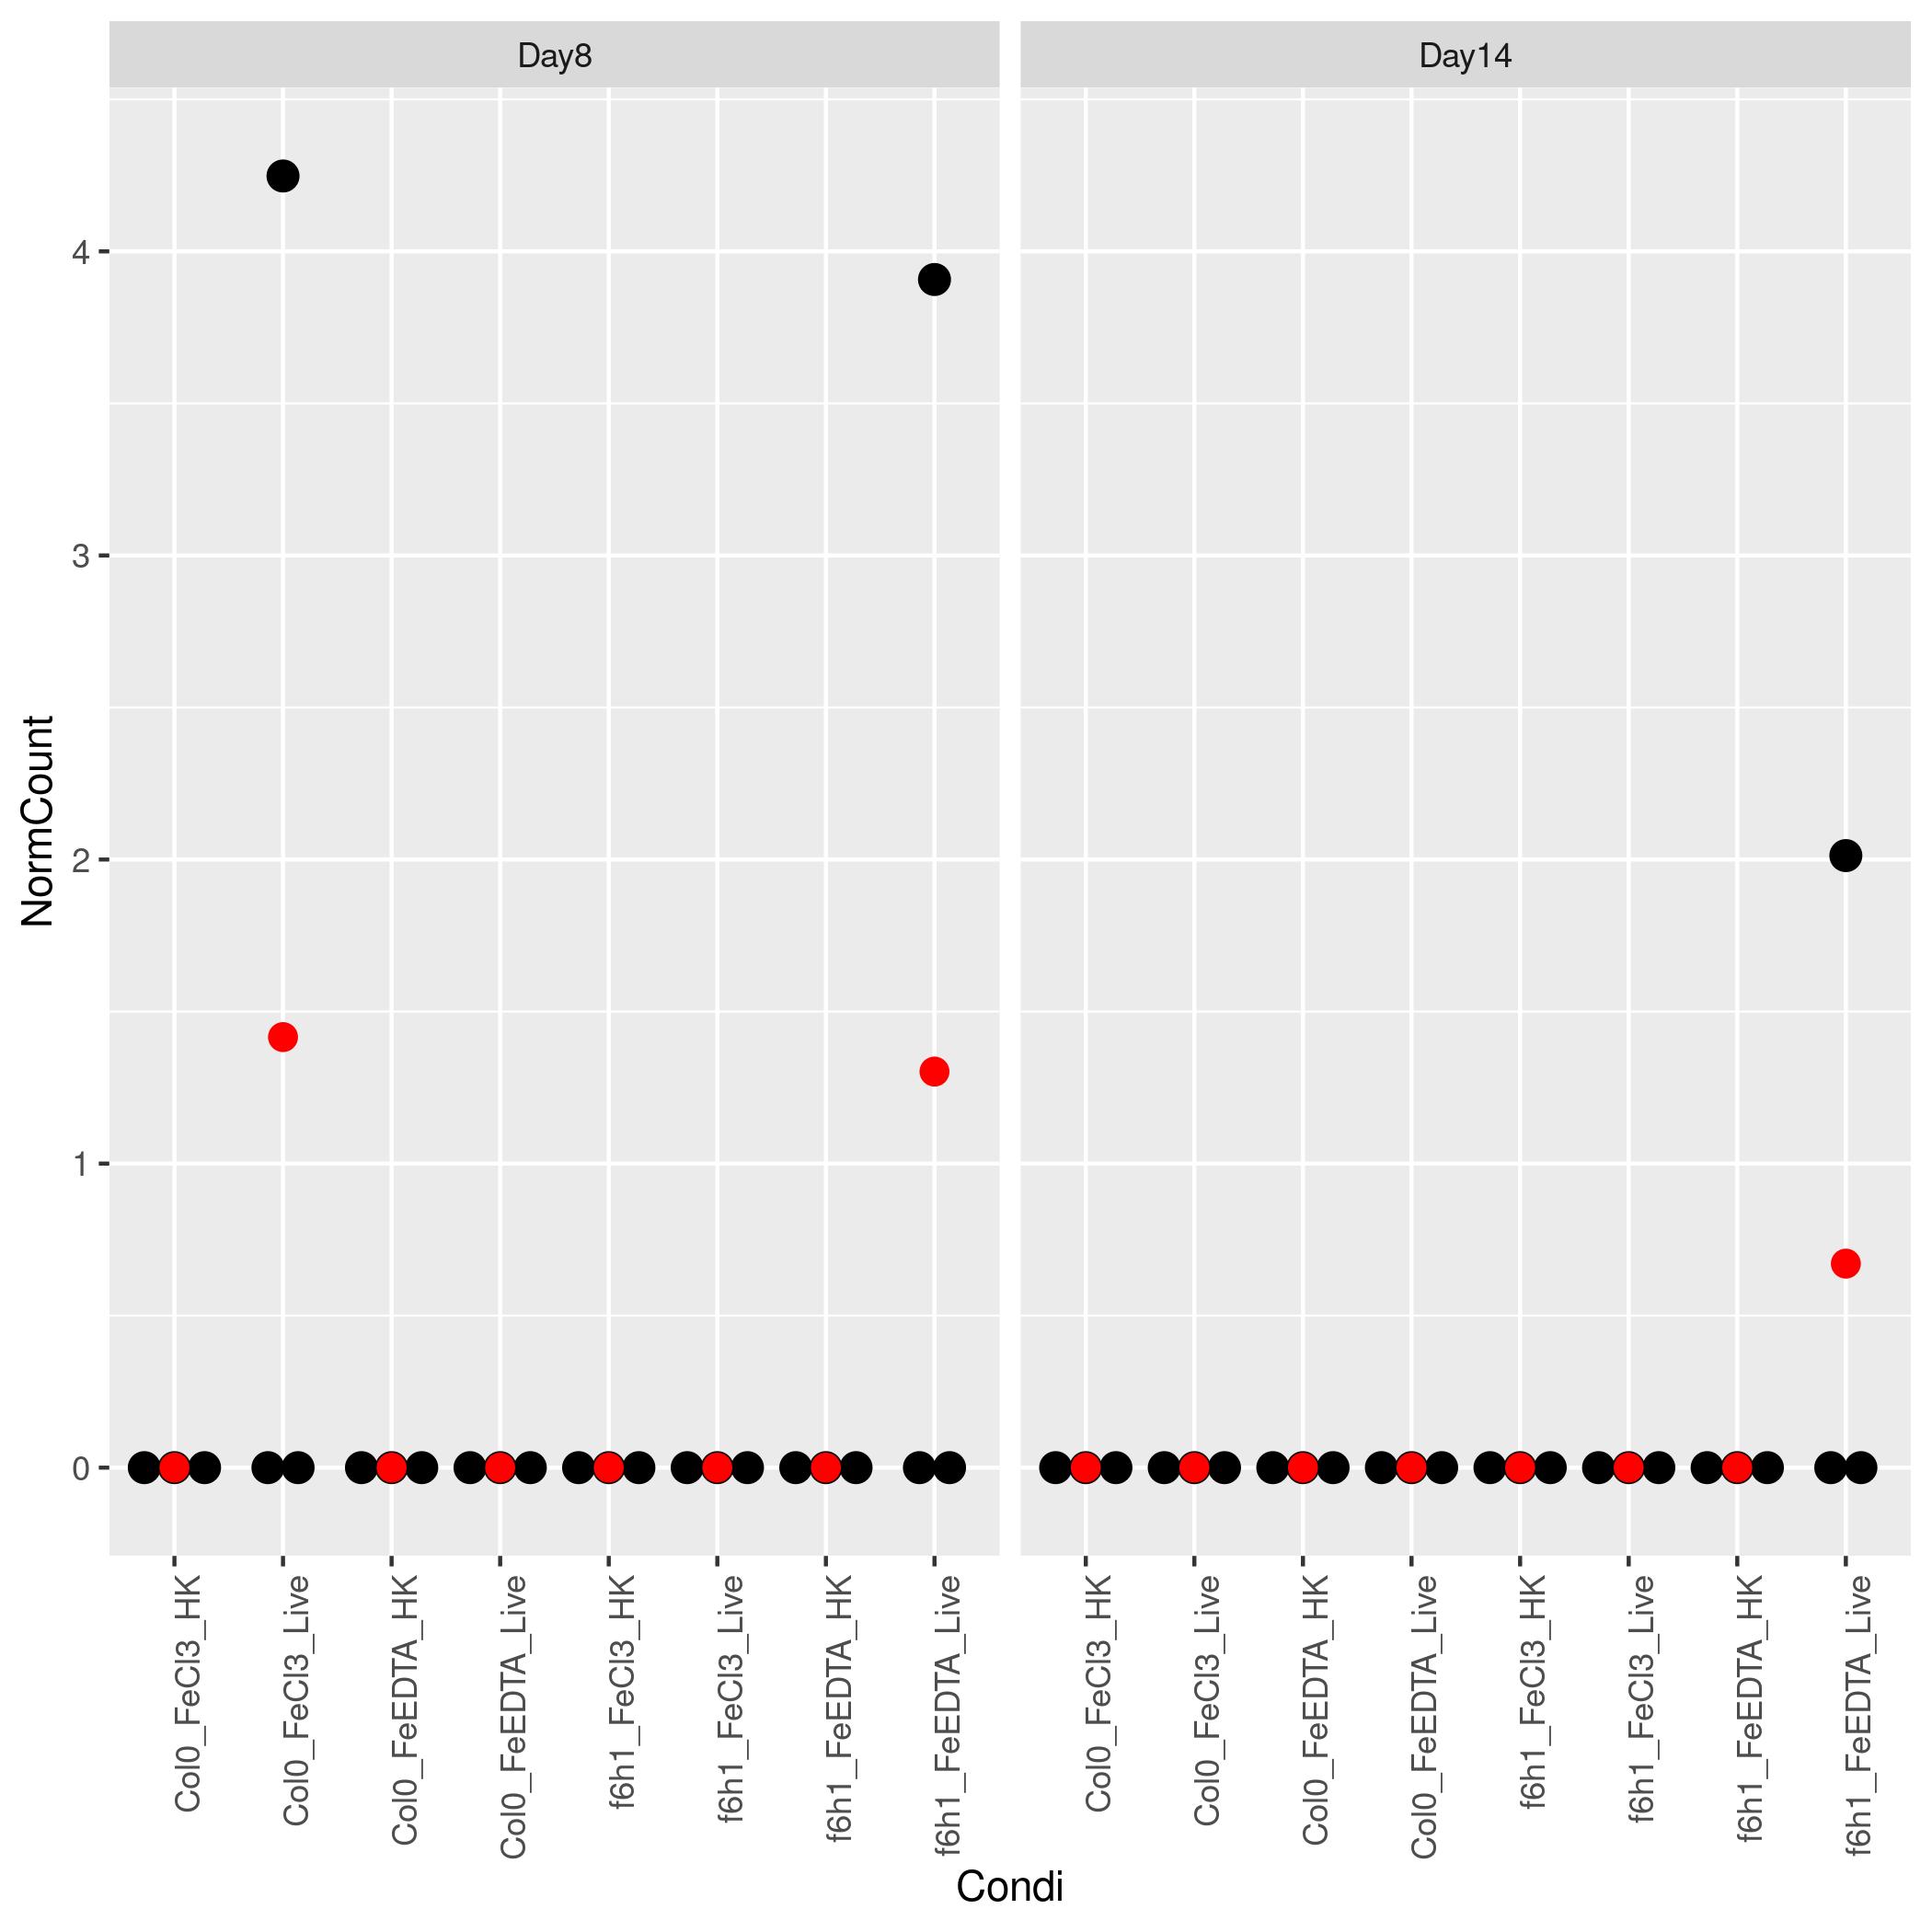 Day8
Day14
NormCount
4
3
2
1
0
Col0_FeCl3_HK
Col0_FeCl3_Live
Col0_FeEDTA_HK
Col0_FeEDTA_Live
f6h1_FeCl3_HK
f6h1_FeCl3_Live
f6h1_FeEDTA_HK
f6h1_FeEDTA_Live
Col0_FeCl3_HK
Col0_FeCl3_Live
Col0_FeEDTA_HK
Col0_FeEDTA_Live
f6h1_FeCl3_HK
f6h1_FeCl3_Live
f6h1_FeEDTA_HK
f6h1_FeEDTA_Live
Condi